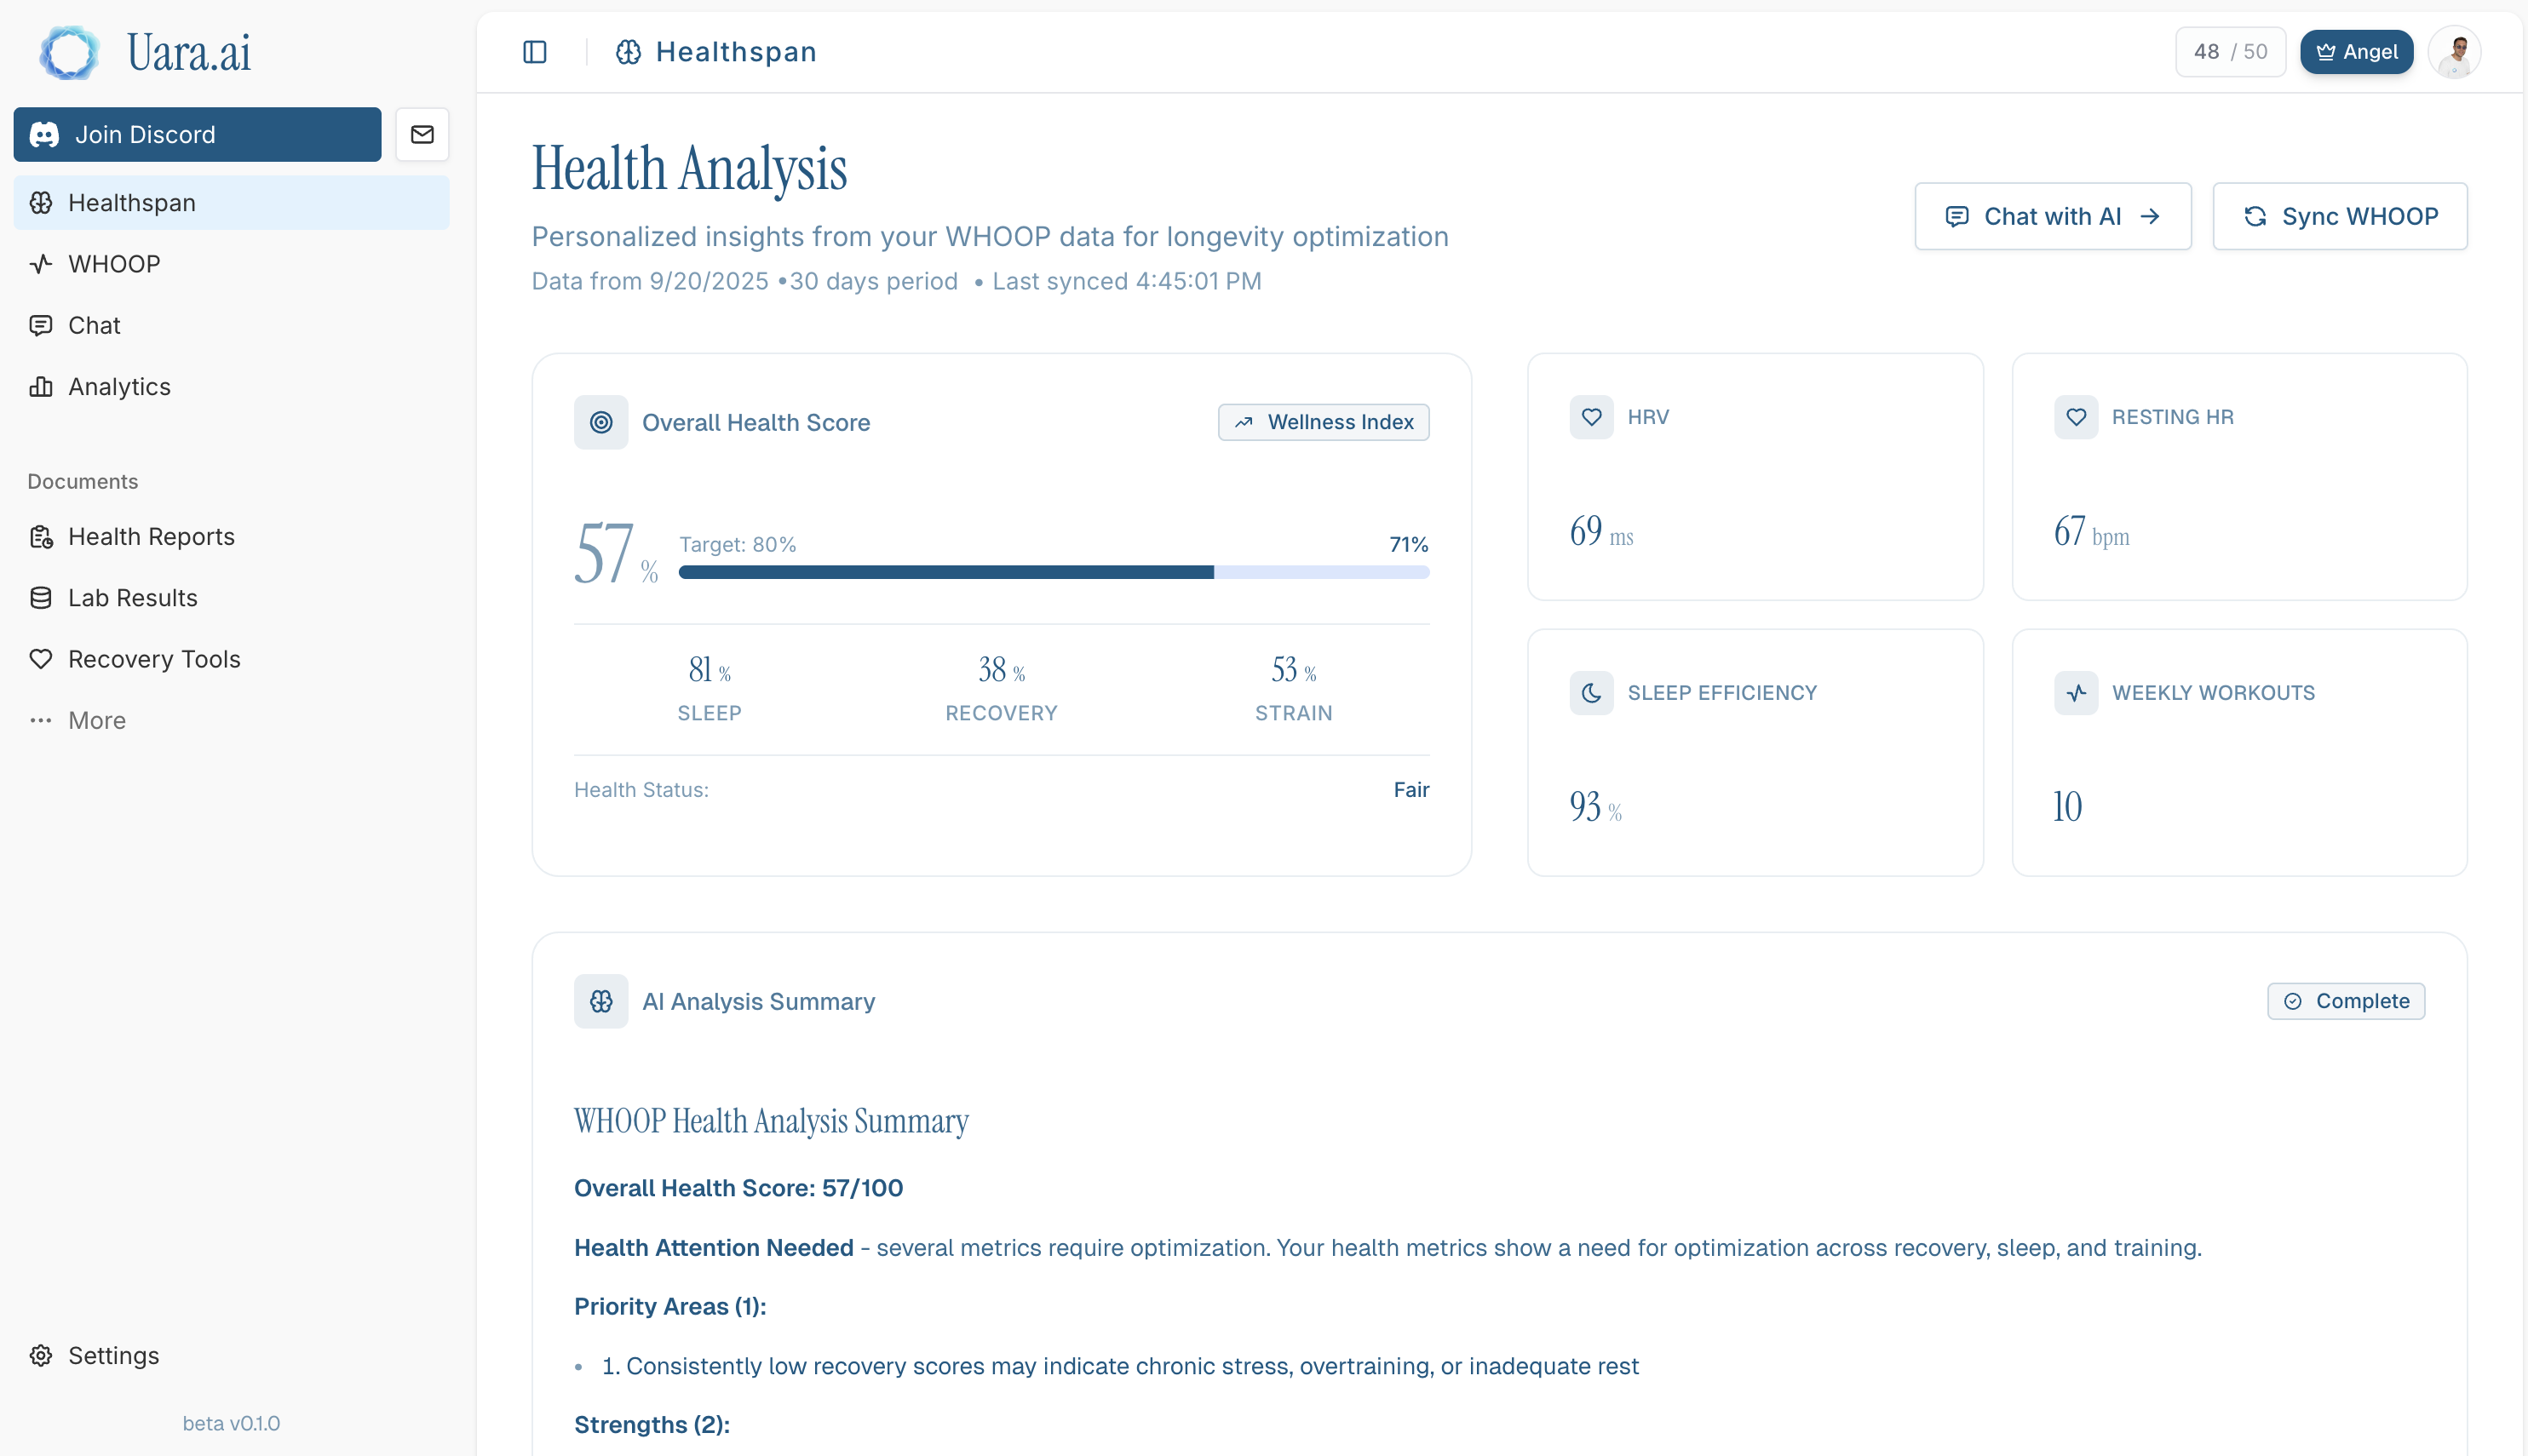 Uara.ai
Join Discord
Healthspan
WHOOP
Chat
Analytics
Documents
Health Reports
Lab Results
Recovery Tools
More
Settings
beta v0.1.0
Healthspan
48 / 50
Angel
Health Analysis
Personalized insights from your WHOOP data for longevity optimization
Data from 9/20/2025 •30 days period • Last synced 4:45:01 PM
Chat with AI →
Sync WHOOP
Overall Health Score
Wellness Index
57 %
Target: 80%
71%
81 %
SLEEP
38 %
RECOVERY
53 %
STRAIN
Health Status:
Fair
HRV
69 ms
RESTING HR
67 bpm
SLEEP EFFICIENCY
93 %
WEEKLY WORKOUTS
10
AI Analysis Summary
Complete
WHOOP Health Analysis Summary
Overall Health Score: 57/100
Health Attention Needed - several metrics require optimization. Your health metrics show a need for optimization across recovery, sleep, and training.
Priority Areas (1):
• 1. Consistently low recovery scores may indicate chronic stress, overtraining, or inadequate rest
Strengths (2):